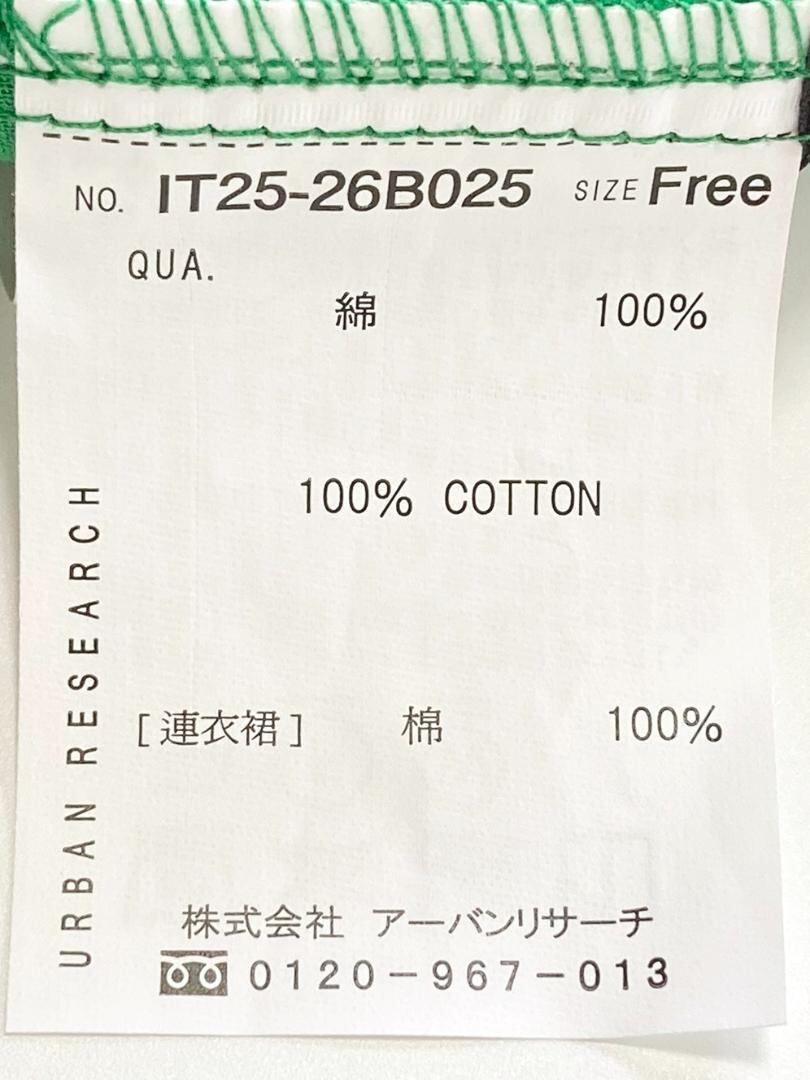 NO. IT25-26B025 SIZE Free
QUA.
綿 100%
100% COTTON
[連衣裙] 棉 100%
URBAN RESEARCH
株式会社 アーバンリサーチ
0120-967-013